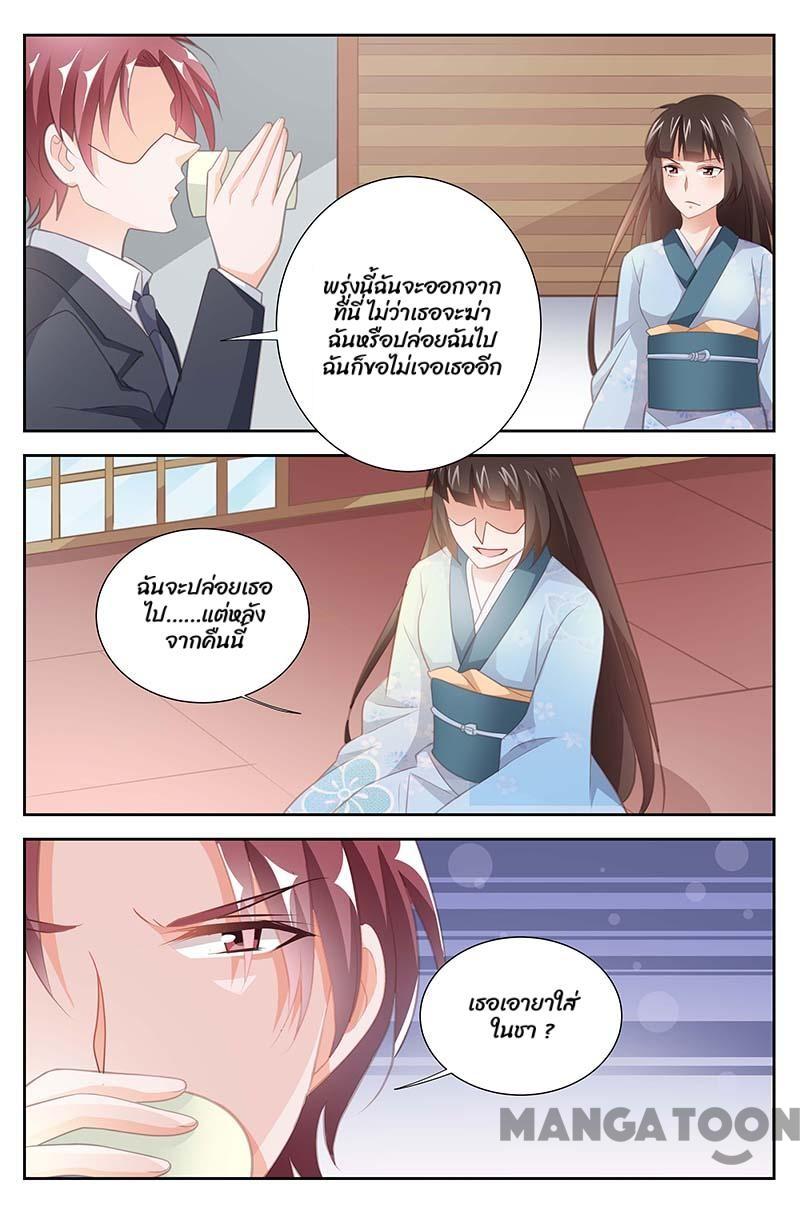 พรุ่งนี้ฉันจะออกจาก
ที่นี่ ไม่ว่าเธอจะฆ่า
ฉันหรือปล่อยฉันไป
ฉันก็ขอไม่เจอเธออีก
ฉันจะปล่อยเธอ
ไป......แต่หลัง
จากคืนนี้
เธอเอายาใส่
ในชา ?
MANGATOON